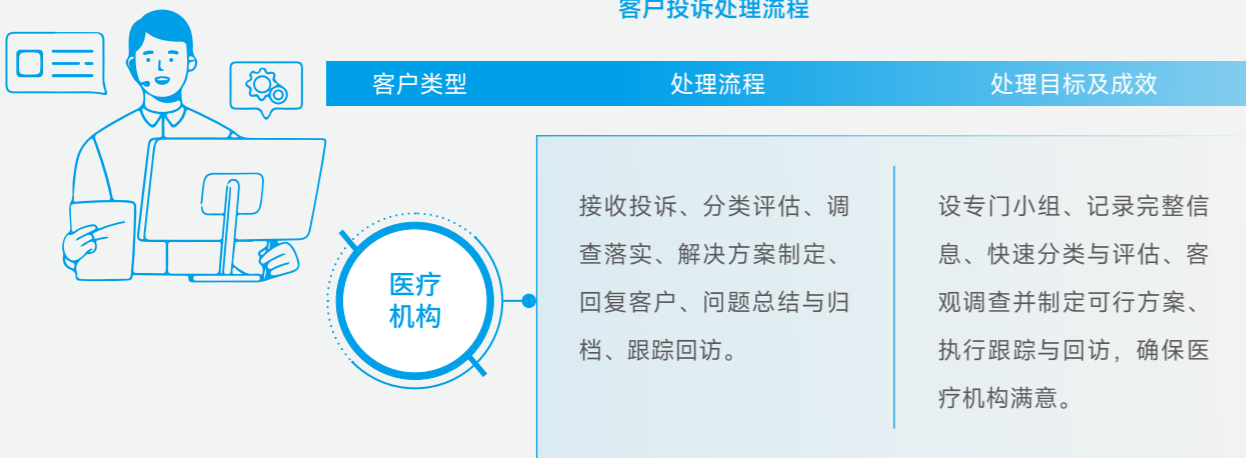 客户投诉处理流程
客户类型 处理流程 处理目标及成效
医疗
机构
接收投诉、分类评估、调
查落实、解决方案制定、
回复客户、问题总结与归
档、跟踪回访。
设专门小组、记录完整信
息、快速分类与评估、客
观调查并制定可行方案、
执行跟踪与回访，确保医
疗机构满意。